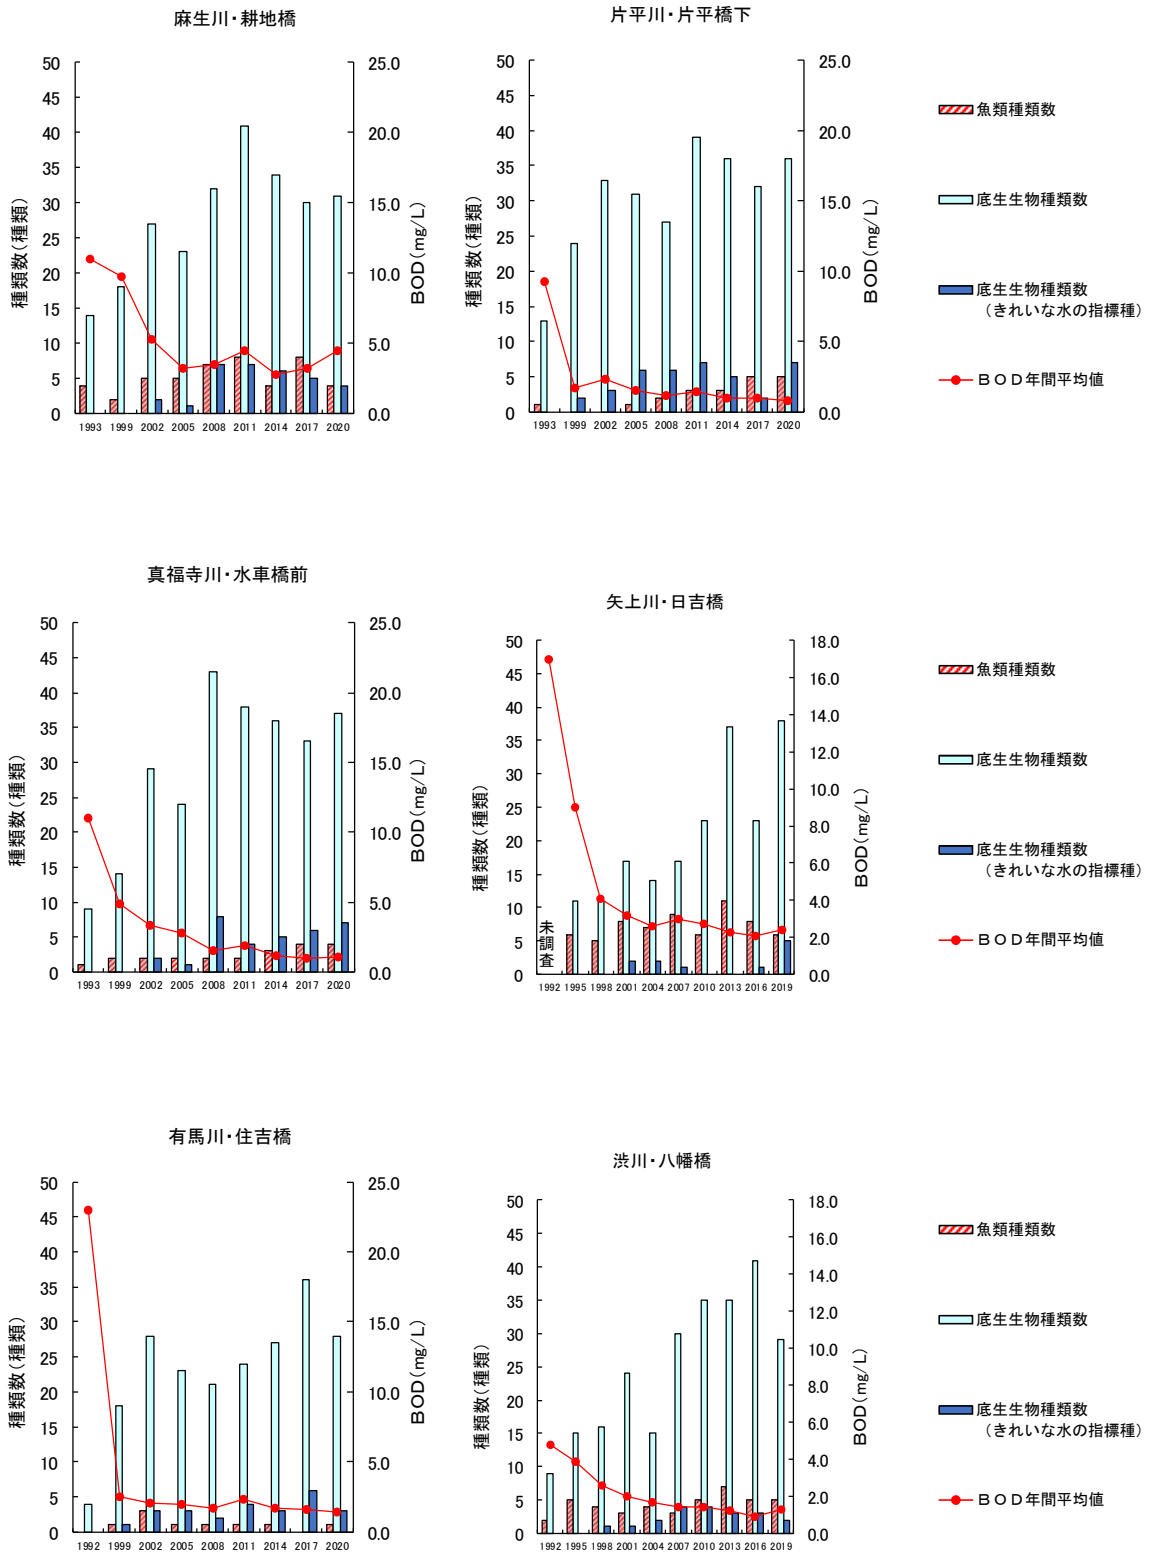 麻生川・耕地橋
種類数(種類)
50
45
40
35
30
25
20
15
10
5
0
25.0
20.0
15.0
10.0
5.0
0.0
BOD(mg/L)
1993 1999 2002 2005 2008 2011 2014 2017 2020
片平川・片平橋下
種類数(種類)
50
45
40
35
30
25
20
15
10
5
0
25.0
20.0
15.0
10.0
5.0
0.0
BOD(mg/L)
1993 1999 2002 2005 2008 2011 2014 2017 2020
魚類種類数
底生生物種類数
底生生物種類数
(きれいな水の指標種)
BOD年間平均値
真福寺川・水車橋前
種類数(種類)
50
45
40
35
30
25
20
15
10
5
0
25.0
20.0
15.0
10.0
5.0
0.0
BOD(mg/L)
1993 1999 2002 2005 2008 2011 2014 2017 2020
矢上川・日吉橋
種類数(種類)
50
45
40
35
30
25
20
15
10
5
0
未調査
18.0
16.0
14.0
12.0
10.0
8.0
6.0
4.0
2.0
0.0
BOD(mg/L)
1992 1995 1998 2001 2004 2007 2010 2013 2016 2019
魚類種類数
底生生物種類数
底生生物種類数
(きれいな水の指標種)
BOD年間平均値
有馬川・住吉橋
種類数(種類)
50
45
40
35
30
25
20
15
10
5
0
25.0
20.0
15.0
10.0
5.0
0.0
BOD(mg/L)
1992 1999 2002 2005 2008 2011 2014 2017 2020
渋川・八幡橋
種類数(種類)
50
45
40
35
30
25
20
15
10
5
0
18.0
16.0
14.0
12.0
10.0
8.0
6.0
4.0
2.0
0.0
BOD(mg/L)
1992 1995 1998 2001 2004 2007 2010 2013 2016 2019
魚類種類数
底生生物種類数
底生生物種類数
(きれいな水の指標種)
BOD年間平均値